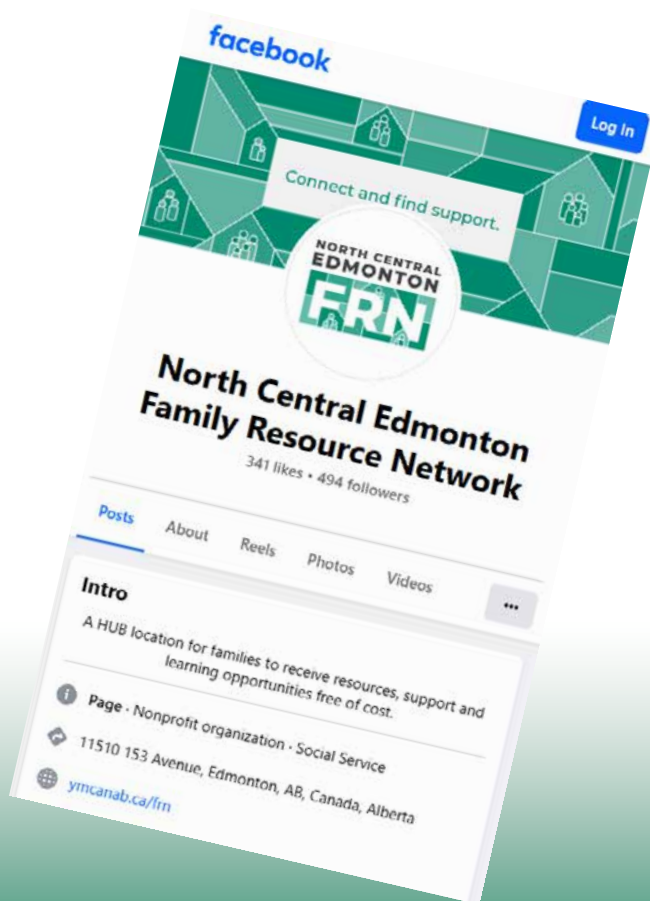 facebook
Log In
Connect and find support.
NORTH CENTRAL
EDMONTON
FRN
North Central Edmonton
Family Resource Network
341 likes • 494 followers
Posts About Reels Photos Videos ...
Intro
A HUB location for families to receive resources, support and
learning opportunities free of cost.
Page · Nonprofit organization · Social Service
11510 153 Avenue, Edmonton, AB, Canada, Alberta
ymcanab.ca/frn